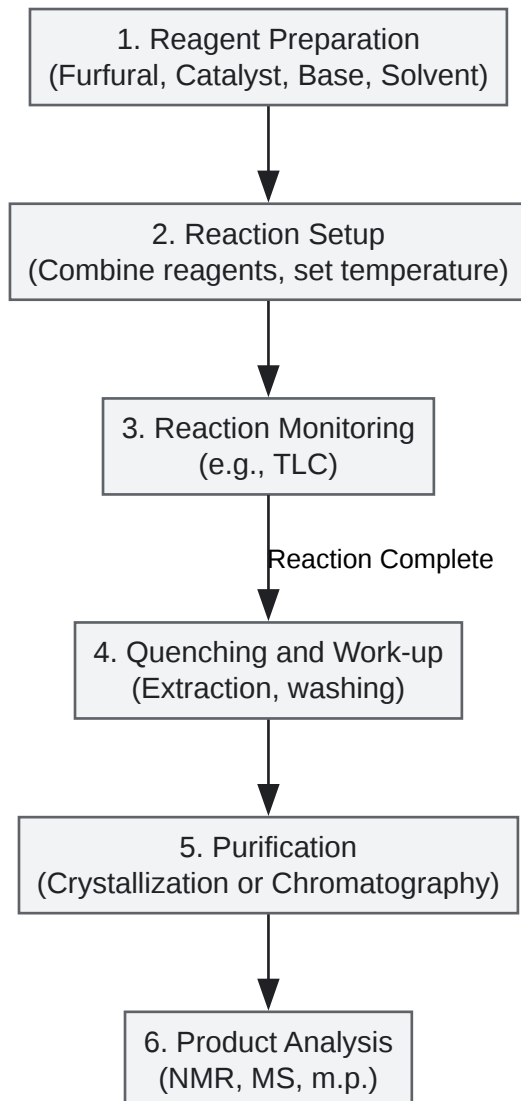 1. Reagent Preparation
(Furfural, Catalyst, Base, Solvent)
2. Reaction Setup
(Combine reagents, set temperature)
3. Reaction Monitoring
(e.g., TLC)
Reaction Complete
4. Quenching and Work-up
(Extraction, washing)
5. Purification
(Crystallization or Chromatography)
6. Product Analysis
(NMR, MS, m.p.)